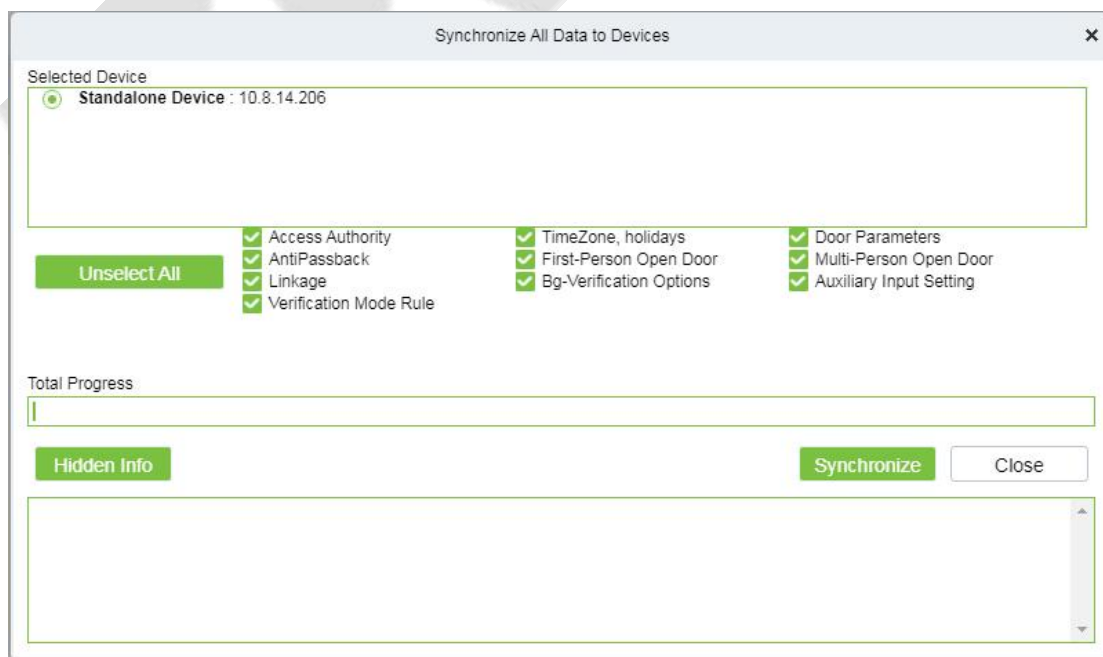 Synchronize All Data to Devices
Selected Device
Standalone Device : 10.8.14.206
Unselect All
Access Authority TimeZone, holidays Door Parameters
AntiPassback First-Person Open Door Multi-Person Open Door
Linkage Bg-Verification Options Auxiliary Input Setting
Verification Mode Rule
Total Progress
Hidden Info Synchronize Close